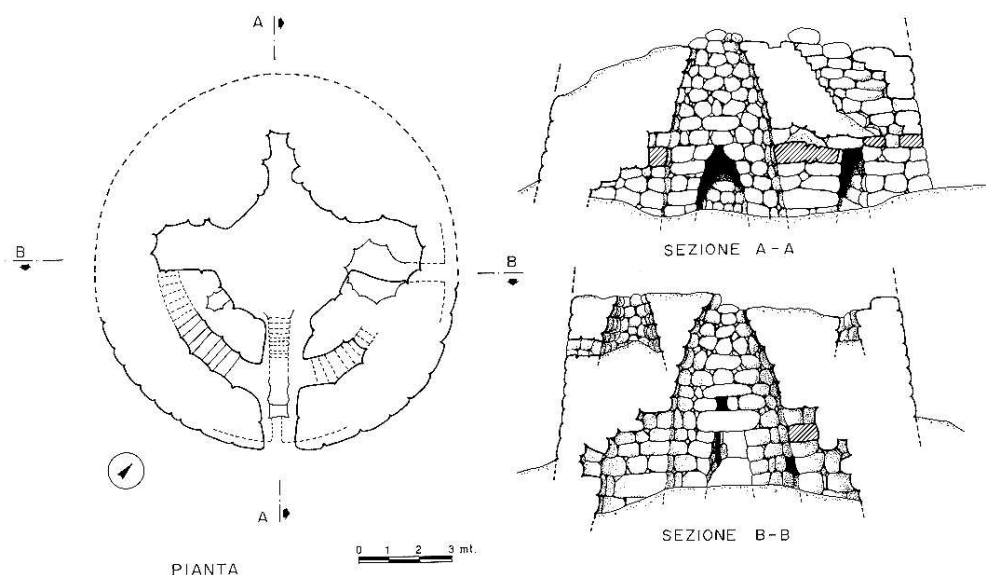 A
B
B
A
PIANTA
0 1 2 3 mt.
SEZIONE A-A
SEZIONE B-B